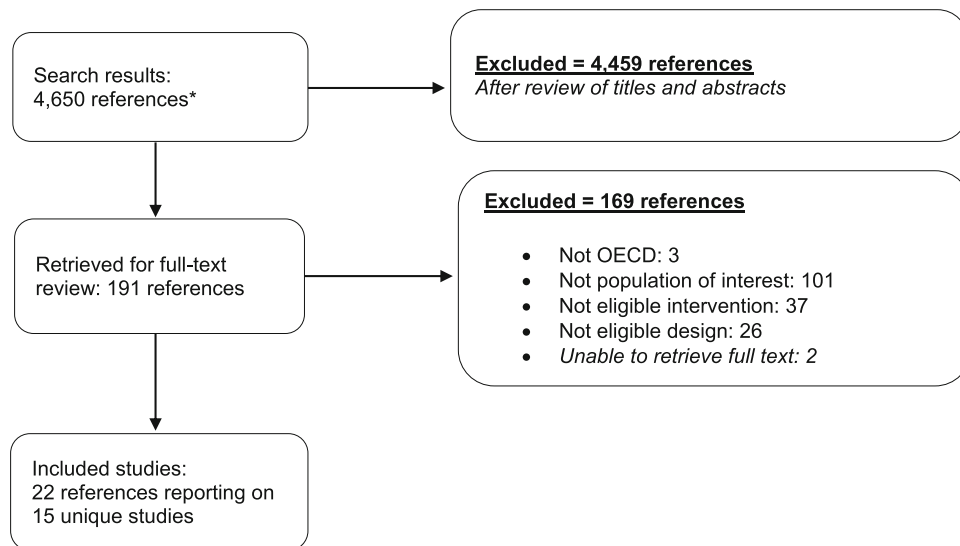 Search results:
4,650 references*
Excluded = 4,459 references
After review of titles and abstracts
Retrieved for full-text
review: 191 references
Excluded = 169 references
• Not OECD: 3
• Not population of interest: 101
• Not eligible intervention: 37
• Not eligible design: 26
• Unable to retrieve full text: 2
Included studies:
22 references reporting on
15 unique studies